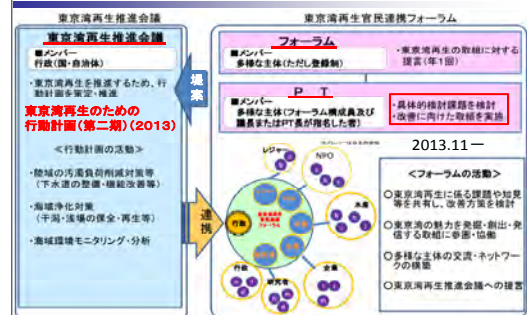 東京湾再生推進会議
東京湾再生推進会議
■メンバー
行政(国・自治体)
・東京湾再生を推進するため、行
動計画を策定・推進
東京湾再生のための
行動計画(第二期)(2013)
<行動計画の活動>
・陸域の汚濁負荷削減対策等
(下水道の整備・機能改善等)
・海域浄化対策
(干潟・浅場の保全・再生等)
・海域環境モニタリング・分析
提案
連携
東京湾再生官民連携フォーラム
フォーラム
■メンバー
多様な主体(ただし登録制)
・東京湾再生の取組に対する
提言(年1回)
PT
■メンバー
多様な主体(フォーラム構成員及び
議長またはPT長が指名した者)
・具体的検討課題を検討
・改善に向けた取組を実施
2013.11ー
レジャー
NPO
水産
行政
行政
研究者
企業
<フォーラムの活動>
○東京湾再生に係る課題や知見
等を共有し、改善方策を検討
○東京湾の魅力を発掘・創出・発
信する取組に参画・協働
○多様な主体の交流・ネットワー
クの構築
○東京湾再生推進会議への提言